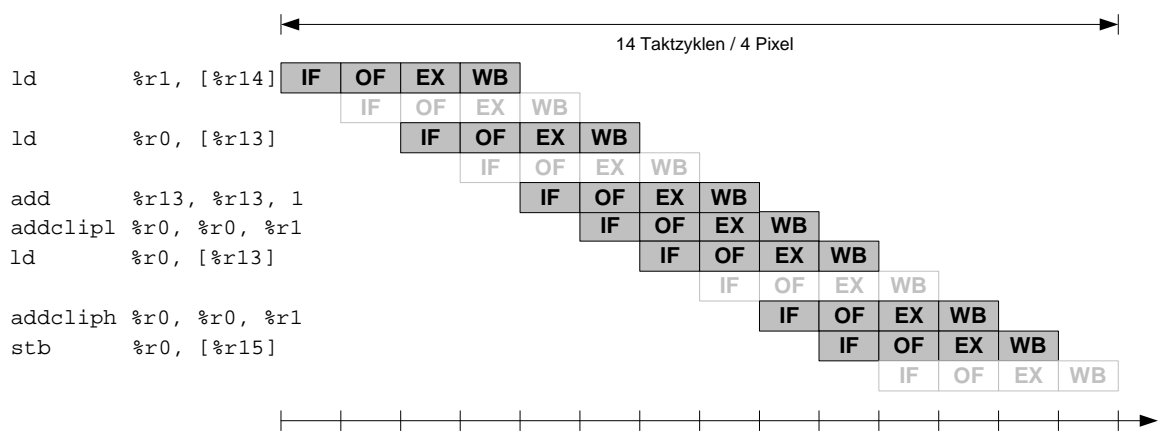 14 Taktzyklen / 4 Pixel
ld %r1, [%r14] IF OF EX WB
IF OF EX WB
ld %r0, [%r13] IF OF EX WB
IF OF EX WB
add %r13, %r13, 1 IF OF EX WB
addclipl %r0, %r0, %r1 IF OF EX WB
ld %r0, [%r13] IF OF EX WB
IF OF EX WB
addcliph %r0, %r0, %r1 IF OF EX WB
stb %r0, [%r15] IF OF EX WB
IF OF EX WB